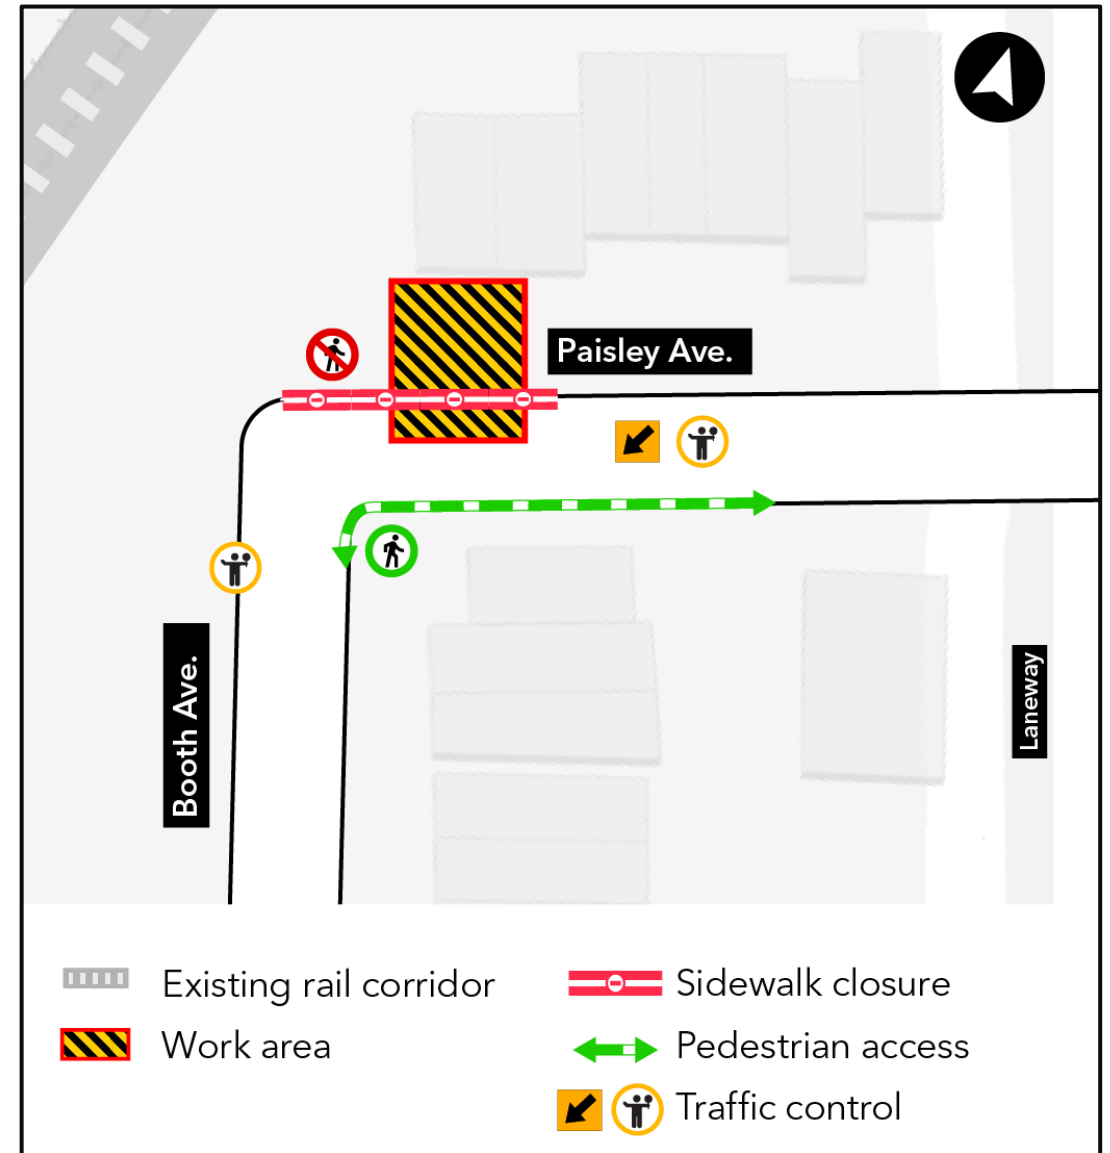 Paisley Ave.
Booth Ave.
Laneway
Existing rail corridor
Sidewalk closure
Work area
Pedestrian access
Traffic control